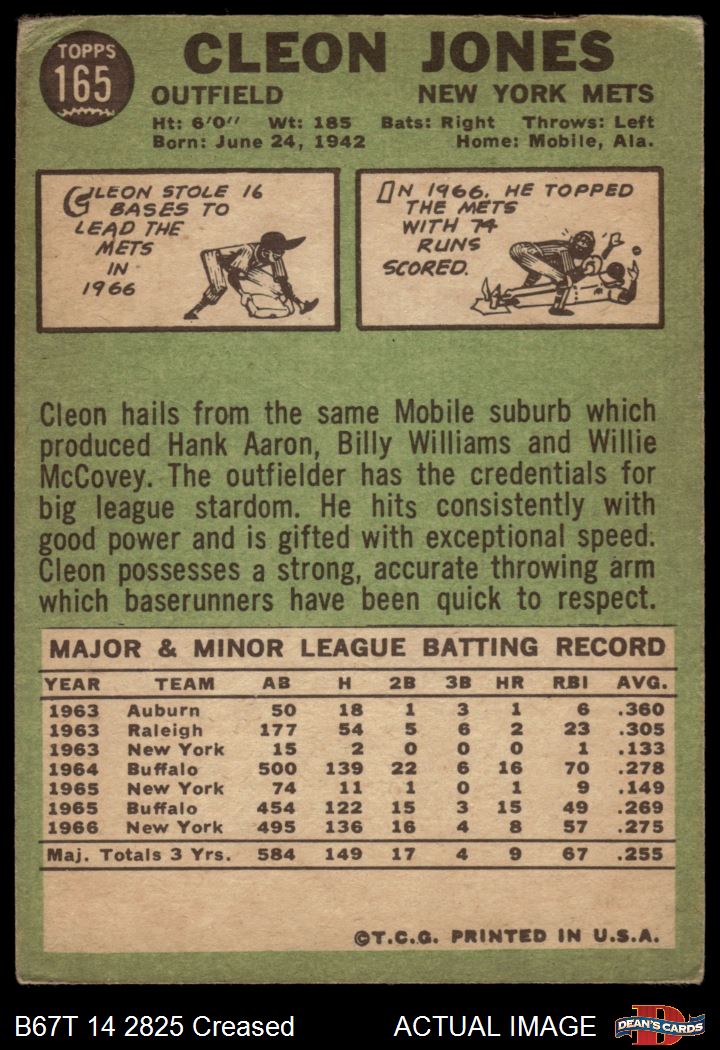 TOPPS
165
CLEON JONES
OUTFIELD NEW YORK METS
Ht: 6'0" Wt: 185 Bats: Right Throws: Left
Born: June 24, 1942 Home: Mobile, Ala.
CLEON STOLE 16
BASES TO
LEAD THE
METS
IN
1966
IN 1966, HE TOPPED
THE METS
WITH 74
RUNS
SCORED.
Cleon hails from the same Mobile suburb which
produced Hank Aaron, Billy Williams and Willie
McCovey. The outfielder has the credentials for
big league stardom. He hits consistently with
good power and is gifted with exceptional speed.
Cleon possesses a strong, accurate throwing arm
which baserunners have been quick to respect.
MAJOR & MINOR LEAGUE BATTING RECORD
YEAR TEAM AB H 2B 3B HR RBI AVG.
1963 Auburn 50 18 1 3 1 6 .360
1963 Raleigh 177 54 5 6 2 23 .305
1963 New York 15 2 0 0 0 1 .133
1964 Buffalo 500 139 22 6 16 70 .278
1965 New York 74 11 1 0 1 9 .149
1965 Buffalo 454 122 15 3 15 49 .269
1966 New York 495 136 16 4 8 57 .275
Maj. Totals 3 Yrs. 584 149 17 4 9 67 .255
©T.C.G. PRINTED IN U.S.A.
B67T 14 2825 Creased ACTUAL IMAGE
DEAN'S CARDS